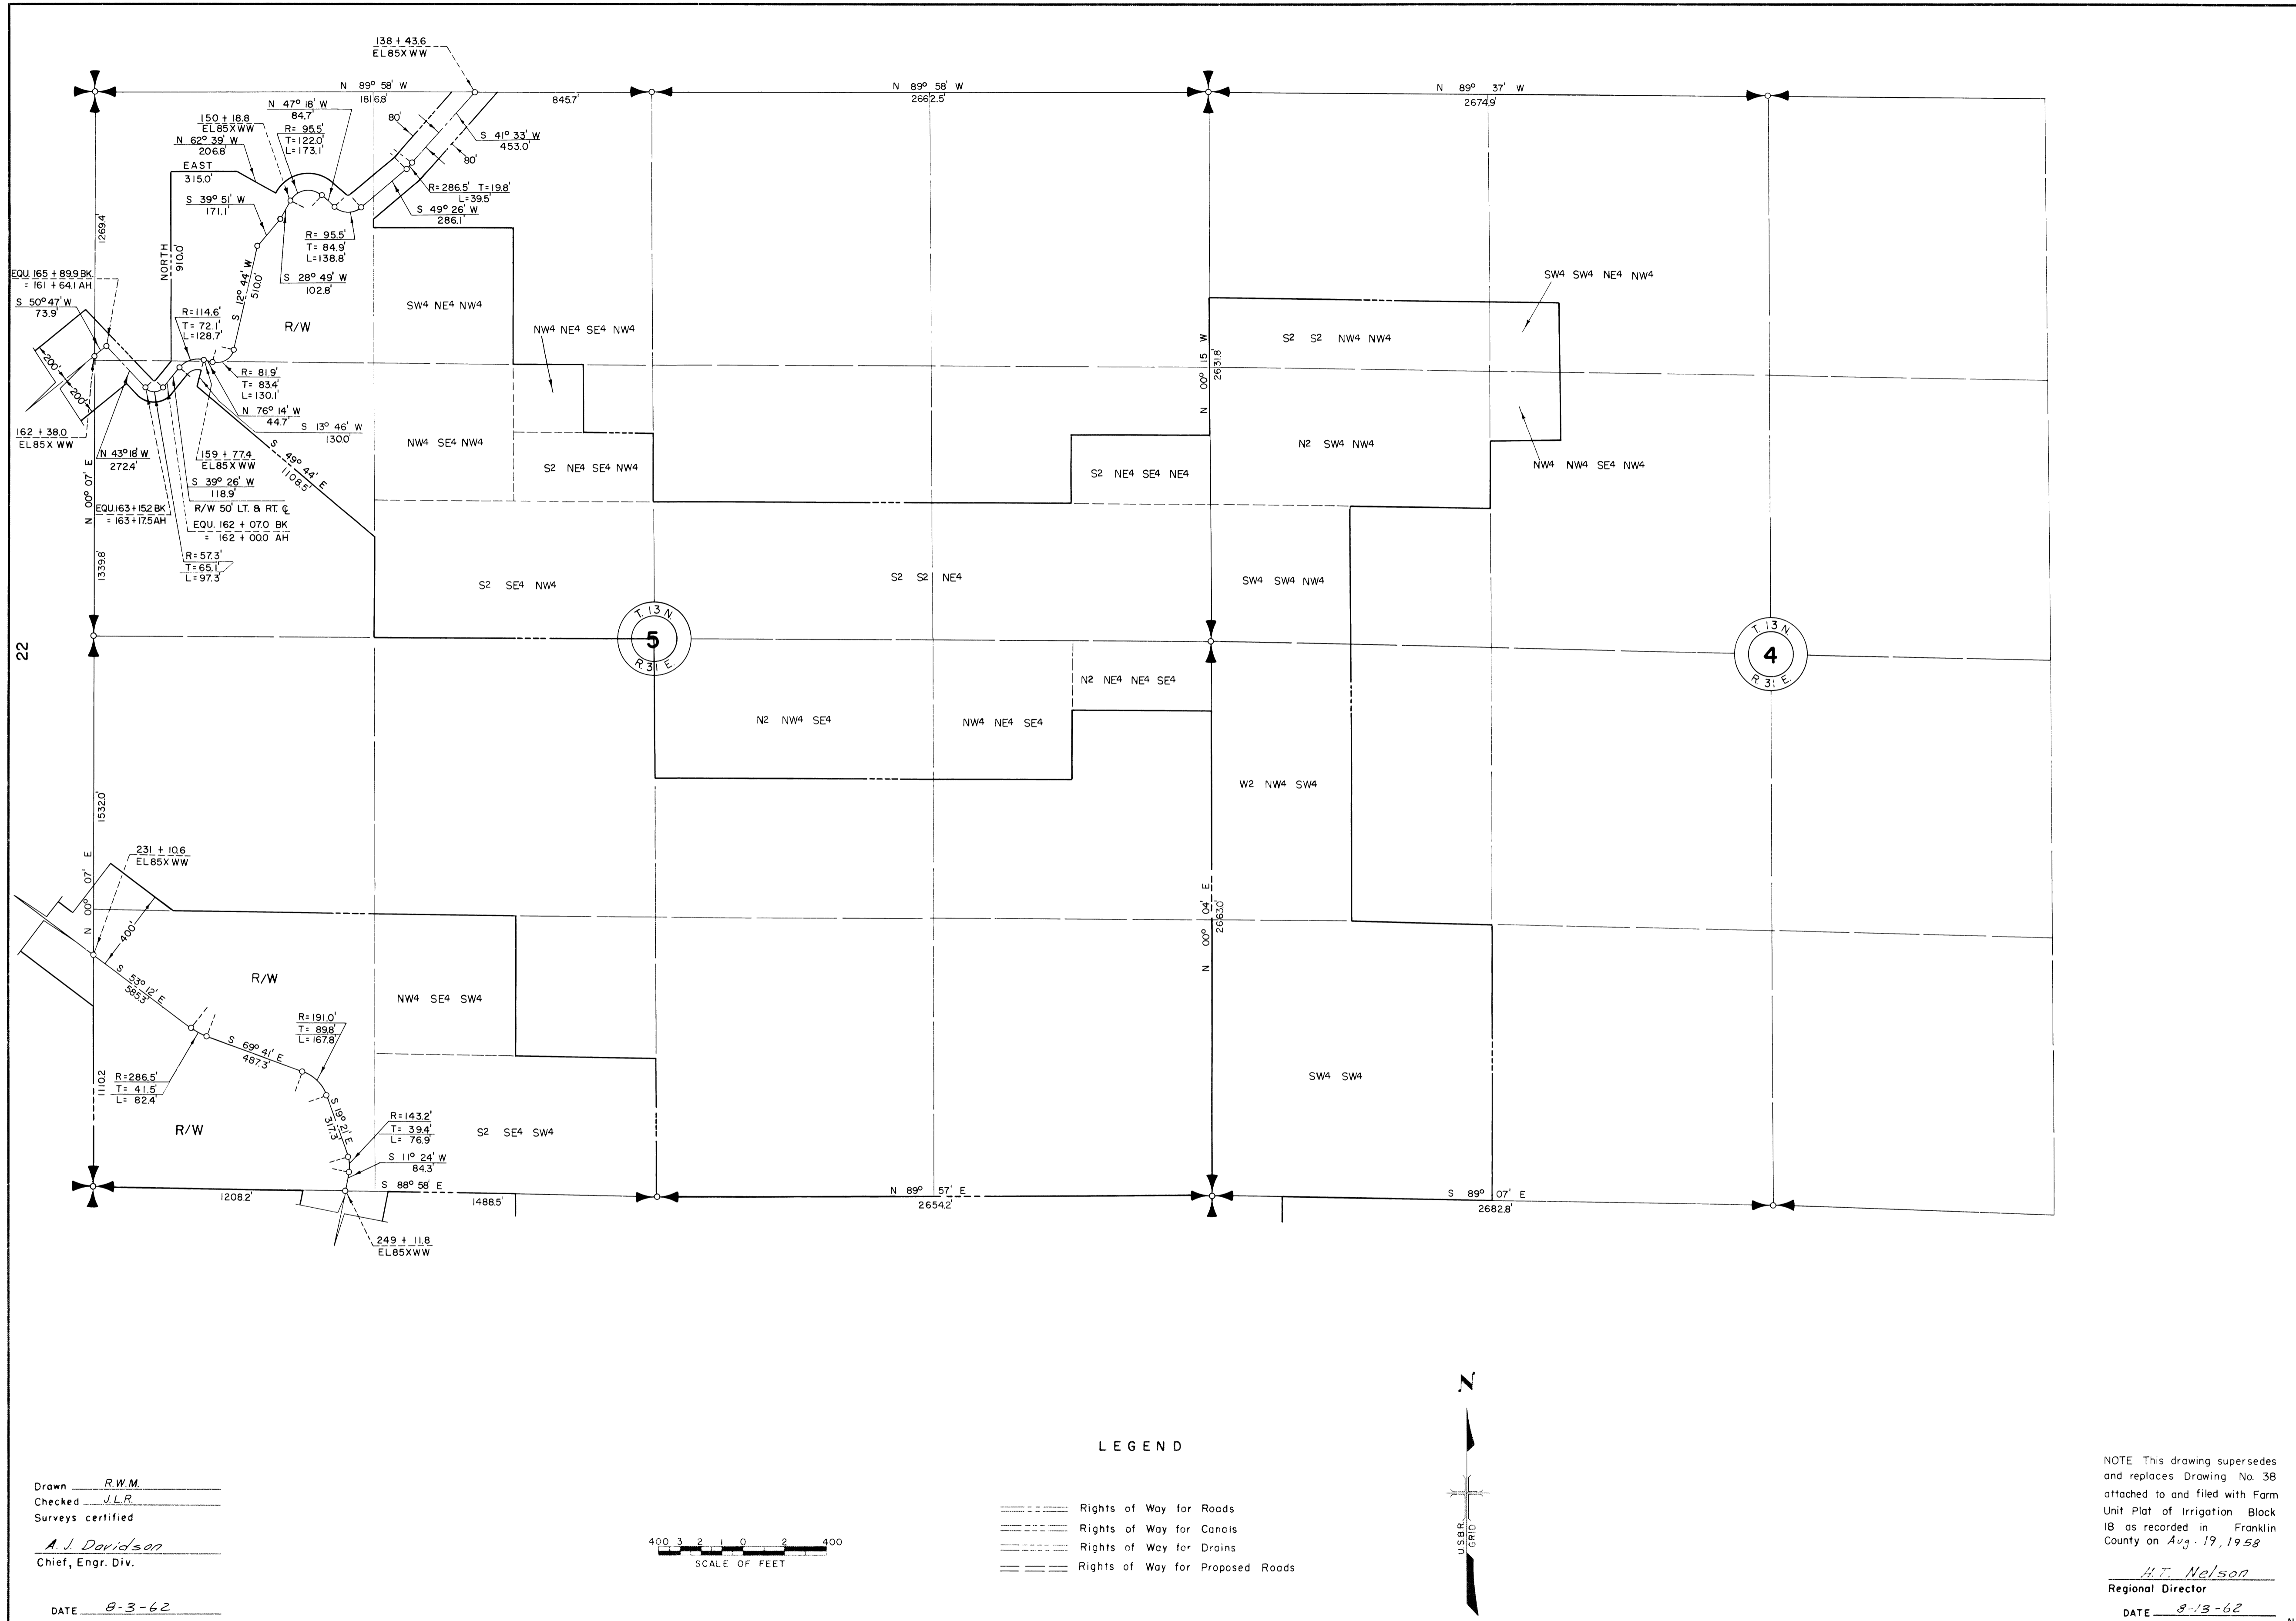 138 + 43.6
EL85XWW
N 89° 58' W
1816.8'
845.7'
N 89° 58' W
2662.5'
N 89° 37' W
2674.9'
N 47° 18' W
84.7'
150 + 18.8
EL85XWW
R= 95.5'
T= 122.0'
L= 173.1'
N 62° 39' W
206.8'
EAST
315.0'
80'
80'
S 41° 33' W
453.0'
R= 286.5' T= 19.8'
L= 39.5'
S 49° 26' W
286.1'
S 39° 51' W
171.1'
R= 95.5'
T= 84.9'
L= 138.8'
S 28° 49' W
102.8'
1269.4'
NORTH
910.0'
S 12° 44' W
510.0'
EQU. 165 + 89.9 BK.
= 161 + 64.1 AH.
S 50° 47' W
73.9'
R= 114.6'
T= 72.1'
L= 128.7'
R/W
SW4 NE4 NW4
NW4 NE4 SE4 NW4
SW4 SW4 NE4 NW4
S2 S2 NW4 NW4
N 00° 15' W
2631.8'
200'
200'
R= 81.9'
T= 83.4'
L= 130.1'
N 76° 14' W
44.7'
S 13° 46' W
130.0'
162 + 38.0
EL85X WW
N 43° 18' W
272.4'
159 + 77.4
EL85XWW
S 49° 44' E
1108.5'
NW4 SE4 NW4
S2 NE4 SE4 NW4
S2 NE4 SE4 NE4
N2 SW4 NW4
NW4 NW4 SE4 NW4
S 39° 26' W
118.9'
R/W 50' LT. & RT. ℄
EQU. 163 + 15.2 BK
= 163 + 17.5 AH
EQU. 162 + 07.0 BK
= 162 + 00.0 AH
R= 57.3'
T= 65.1'
L= 97.3'
N 00° 07' E
1339.8'
S2 SE4 NW4
S2 S2 NE4
SW4 SW4 NW4
22
T. 13 N
5
R. 31 E.
T. 13 N
4
R. 31 E.
N2 NE4 NE4 SE4
N2 NW4 SE4
NW4 NE4 SE4
W2 NW4 SW4
1532.0'
231 + 10.6
EL85XWW
N 00° 07' E
400'
N 00° 04' E
2663.0'
S 53° 12' E
585.3'
R/W
NW4 SE4 SW4
R= 191.0'
T= 89.8'
L= 167.8'
S 69° 41' E
487.3'
R= 286.5'
T= 41.5'
L= 82.4'
1110.2
R/W
S 19° 21' E
317.3'
R= 143.2'
T= 39.4'
L= 76.9'
S2 SE4 SW4
SW4 SW4
S 11° 24' W
84.3'
1208.2'
S 88° 58' E
1488.5'
N 89° 57' E
2654.2'
S 89° 07' E
2682.8'
249 + 11.8
EL85XWW
LEGEND
Rights of Way for Roads
Rights of Way for Canals
Rights of Way for Drains
Rights of Way for Proposed Roads
400 3 2 1 0 2 400
SCALE OF FEET
N
U.S.B.R.
GRID
Drawn R.W.M.
Checked J.L.R.
Surveys certified
A. J. Davidson
Chief, Engr. Div.
DATE 8-3-62
NOTE This drawing supersedes
and replaces Drawing No. 38
attached to and filed with Farm
Unit Plat of Irrigation Block
18 as recorded in Franklin
County on Aug. 19, 1958
H.T. Nelson
Regional Director
DATE 8-13-62